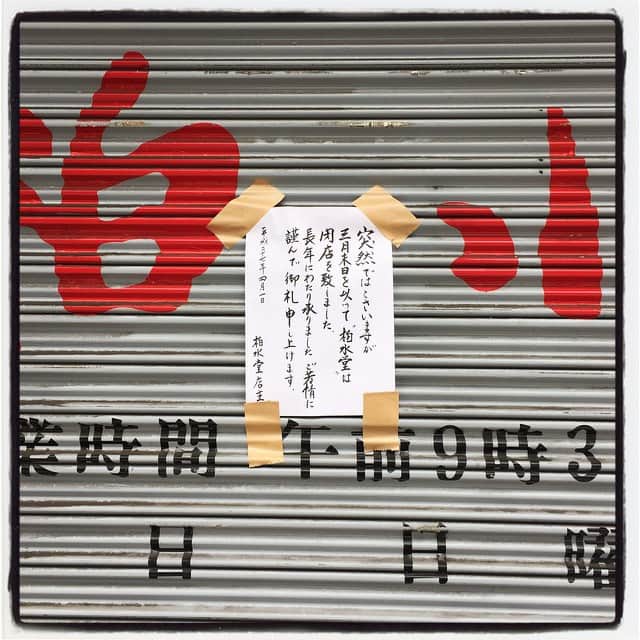 突然ではございますが
三月末日を以って 柏水堂は
閉店を致しました
長年にわたり承りました ご芳情に
謹んで御礼申し上げます。
平成二十七年四月一日
柏水堂店主
業時間 午前9時3
日 日曜